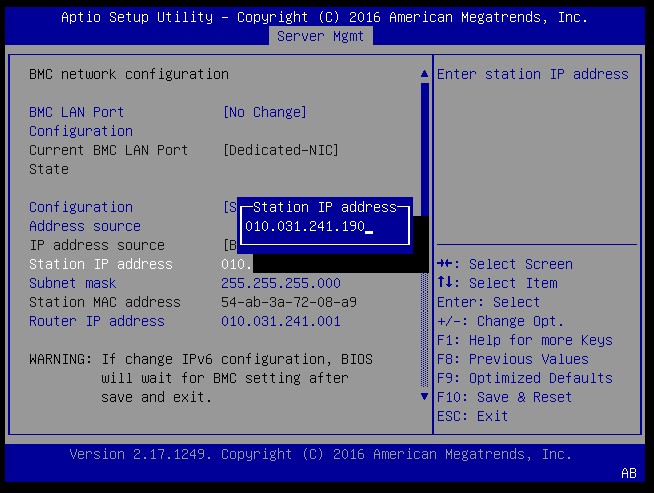 Aptio Setup Utility – Copyright (C) 2016 American Megatrends, Inc.
Server Mgmt
BMC network configuration
BMC LAN Port [No Change]
Configuration
Current BMC LAN Port [Dedicated-NIC]
State
Configuration [S
Address source
IP address source [B
Station IP address 010.
Subnet mask 255.255.255.000
Station MAC address 54-ab-3a-72-08-a9
Router IP address 010.031.241.001
WARNING: If change IPv6 configuration, BIOS
will wait for BMC setting after
save and exit.
Station IP address
010.031.241.190_
Enter station IP address
→←: Select Screen
↑↓: Select Item
Enter: Select
+/-: Change Opt.
F1: Help for more Keys
F8: Previous Values
F9: Optimized Defaults
F10: Save & Reset
ESC: Exit
Version 2.17.1249. Copyright (C) 2016 American Megatrends, Inc.
AB